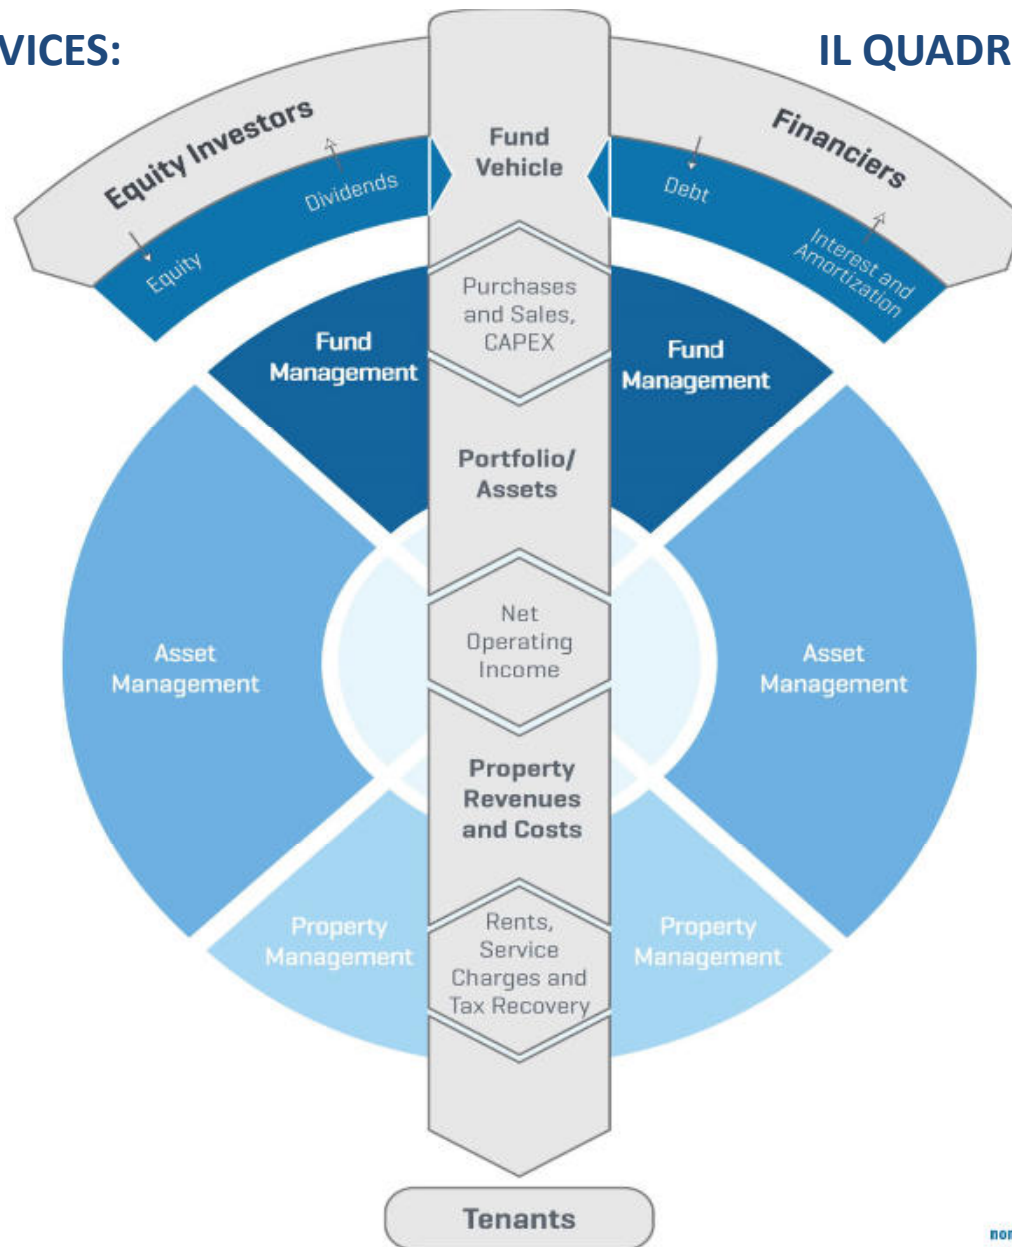 VICES:
IL QUADR
Equity Investors
Dividends
Equity
Fund
Vehicle
Financiers
Debt
Interest and
Amortization
Purchases
and Sales,
CAPEX
Fund
Management
Fund
Management
Portfolio/
Assets
Net
Operating
Income
Asset
Management
Asset
Management
Property
Revenues
and Costs
Property
Management
Rents,
Service
Charges and
Tax Recovery
Property
Management
Tenants
nor